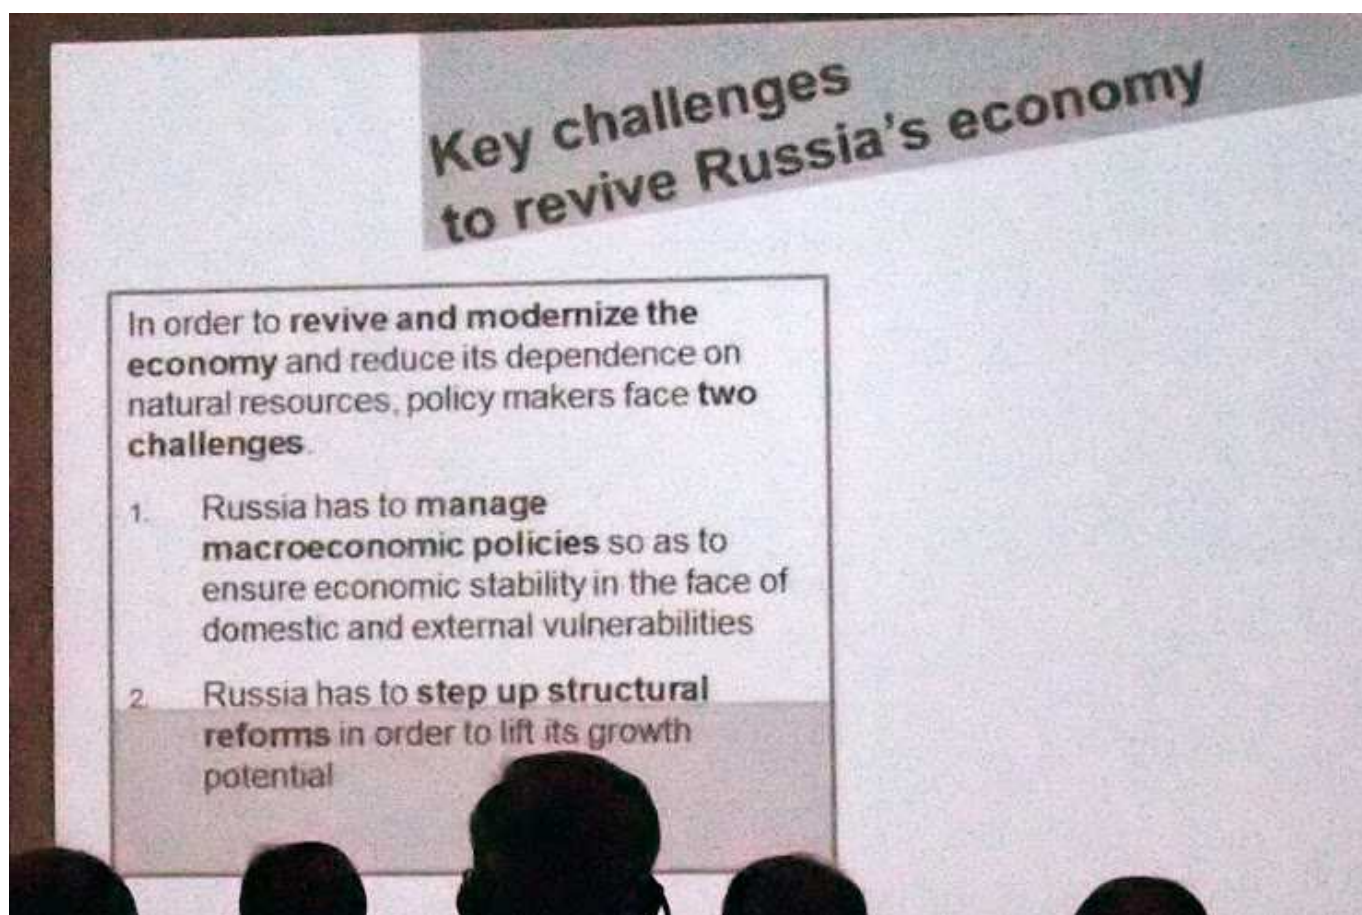 Key challenges
to revive Russia's economy
In order to revive and modernize the
economy and reduce its dependence on
natural resources, policy makers face two
challenges.
1. Russia has to manage
macroeconomic policies so as to
ensure economic stability in the face of
domestic and external vulnerabilities
2. Russia has to step up structural
reforms in order to lift its growth
potential